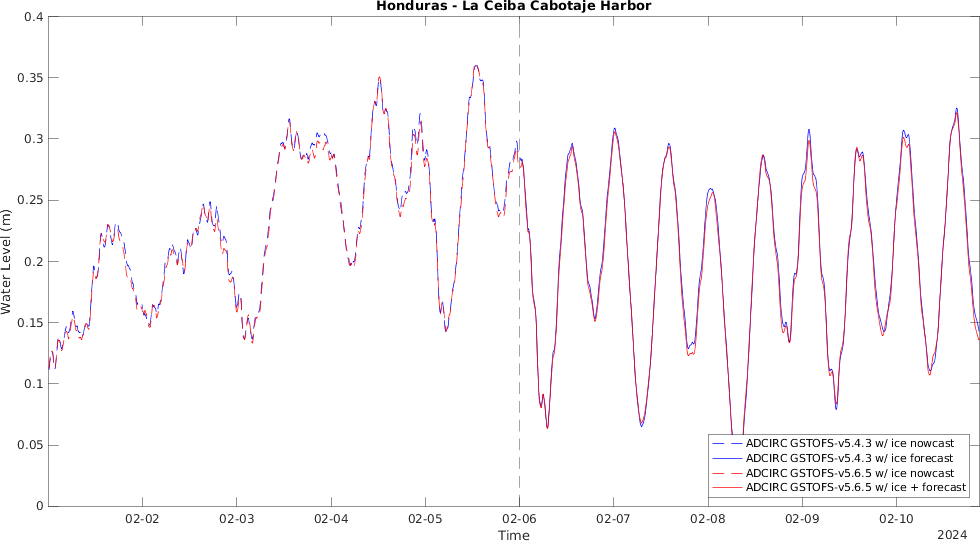 Honduras - La Ceiba Cabotaje Harbor
0.4
0.35
0.3
0.25
0.2
0.15
0.1
0.05
0
Water Level (m)
02-02 02-03 02-04 02-05 02-06 02-07 02-08 02-09 02-10
Time
2024
ADCIRC GSTOFS-v5.4.3 w/ ice nowcast
ADCIRC GSTOFS-v5.4.3 w/ ice forecast
ADCIRC GSTOFS-v5.6.5 w/ ice nowcast
ADCIRC GSTOFS-v5.6.5 w/ ice + forecast